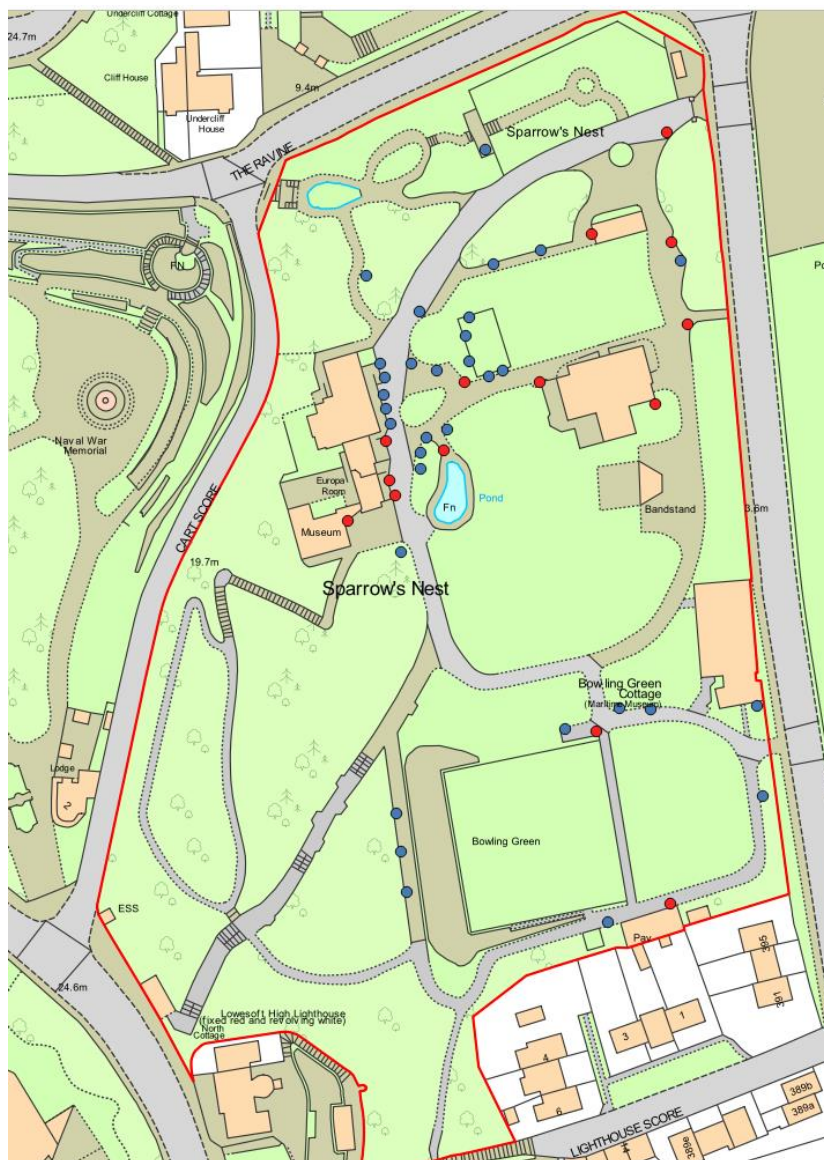 Undercliff Cottage
24.7m
Cliff House
9.4m
Undercliff
House
Sparrow's Nest
THE RAVINE
FN
Po
Naval War
Memorial
Europa
Room
Pond
Fn
Museum
Bandstand
3.6m
CART SCORE
19.7m
Sparrow's Nest
Bowling Green
Cottage
(Maritime Museum)
Lodge
2
Bowling Green
ESS
Pav
395
391
24.6m
Lowesoft High Lighthouse
(fixed red and revolving white)
North
Cottage
1
3
4
6
389b
389a
LIGHTHOUSE SCORE
389e